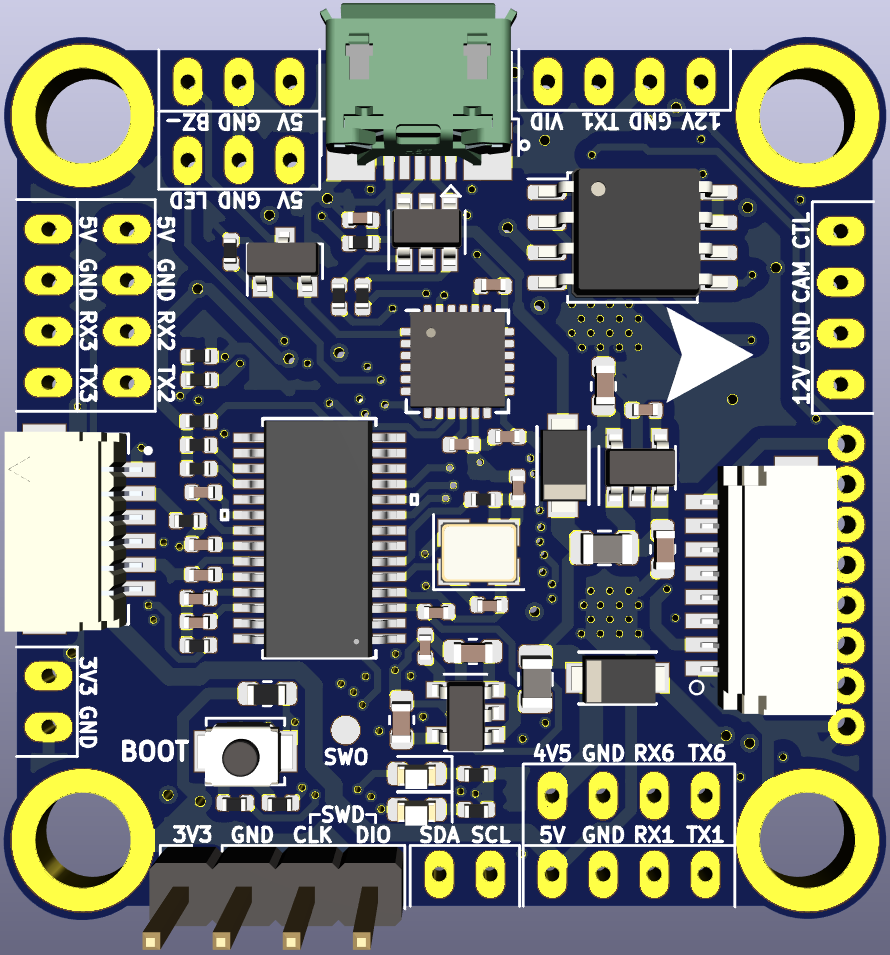 BZ- GND 5V
VID TX1 GND 12V
LED GND 5V
5V GND RX3 TX3
5V GND RX2 TX2
12V GND CAM CTL
3V3 GND
BOOT
SWO
4V5 GND RX6 TX6
SWD
3V3 GND CLK DIO
SDA SCL
5V GND RX1 TX1